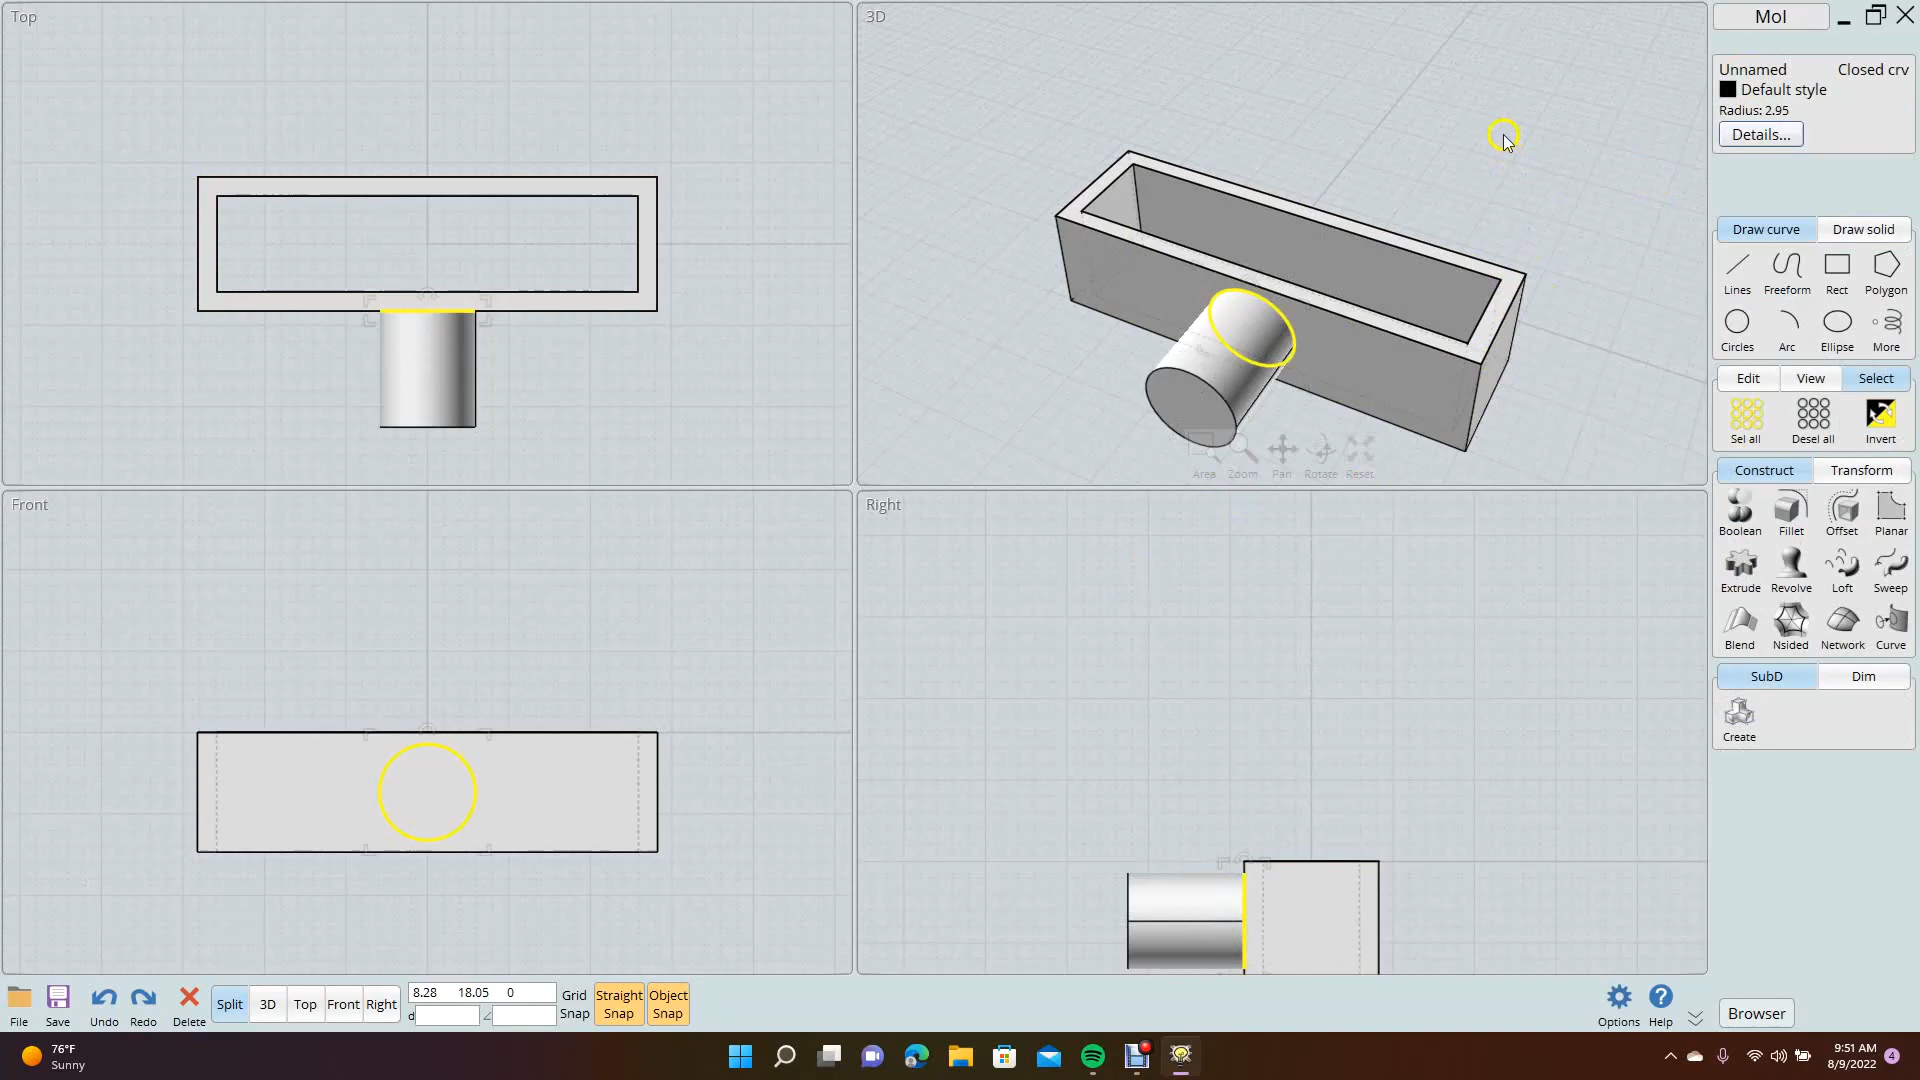 Top
3D
MoI
Unnamed Closed crv
Default style
Radius: 2.95
Details...
Draw curve Draw solid
Lines Freeform Rect Polygon
Circles Arc Ellipse More
Edit View Select
Sel all Desel all Invert
Construct Transform
Boolean Fillet Offset Planar
Extrude Revolve Loft Sweep
Blend Nsided Network Curve
SubD Dim
Create
Area Zoom Pan Rotate Reset
Front
Right
File Save Undo Redo Delete
Split 3D Top Front Right
8.28 18.05 0
d
Grid Snap
Straight Snap
Object Snap
Options Help
Browser
76°F
Sunny
9:51 AM
8/9/2022
4